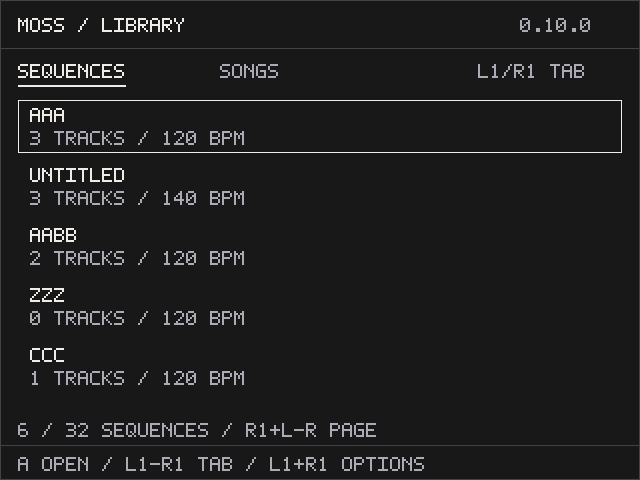 MOSS / LIBRARY 0.10.0
SEQUENCES SONGS L1/R1 TAB
AAA
3 TRACKS / 120 BPM
UNTITLED
3 TRACKS / 140 BPM
AABB
2 TRACKS / 120 BPM
ZZZ
0 TRACKS / 120 BPM
CCC
1 TRACKS / 120 BPM
6 / 32 SEQUENCES / R1+L-R PAGE
A OPEN / L1-R1 TAB / L1+R1 OPTIONS